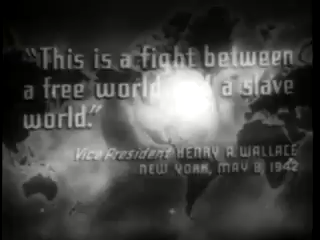 "This is a fight between
a free world a slave
world."
Vice President HENRY A. WALLACE
NEW YORK, MAY 8, 1942